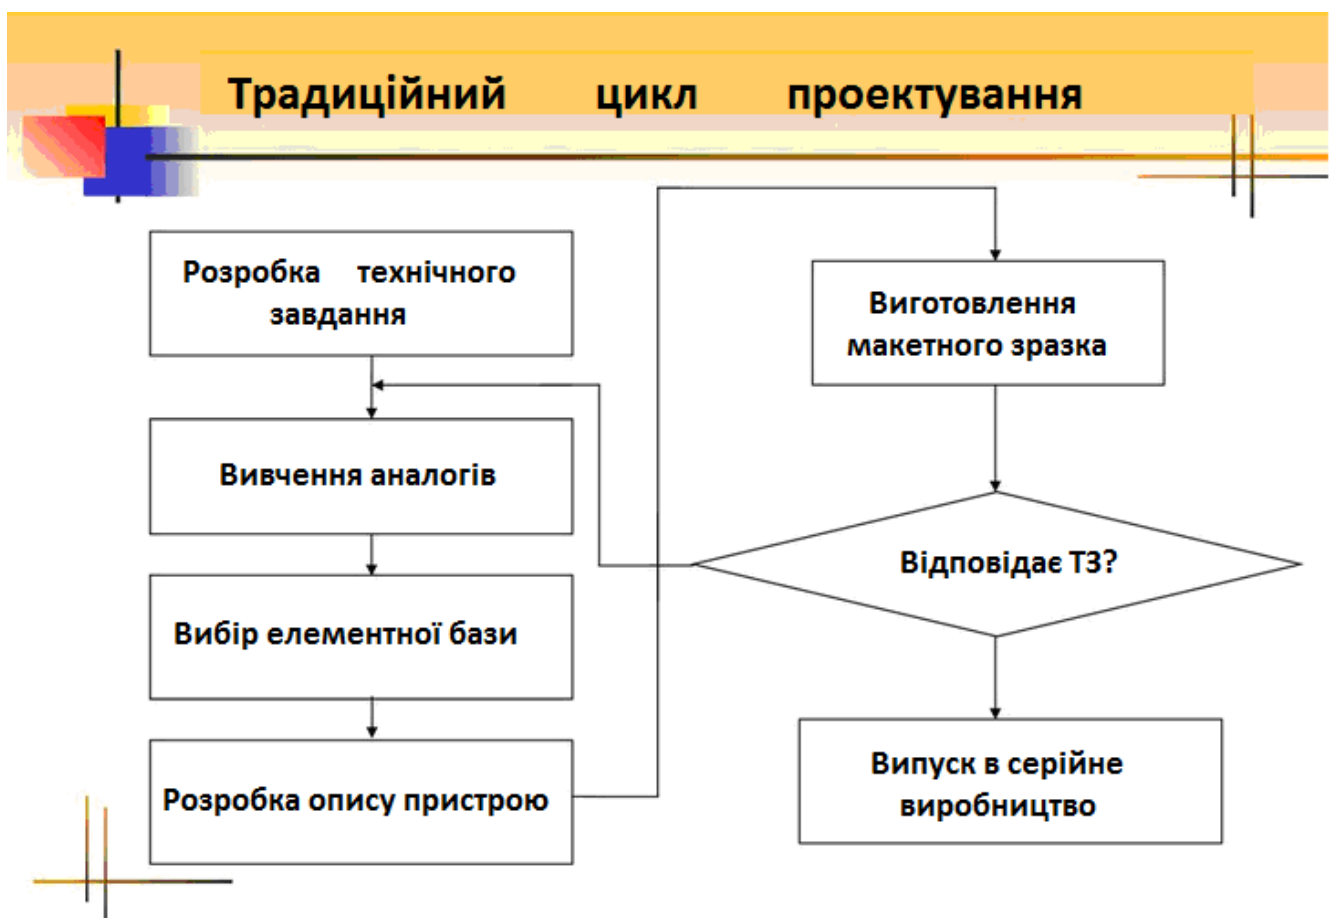 Традиційний цикл проектування
Розробка технічного
завдання
Вивчення аналогів
Вибір елементної бази
Розробка опису пристрою
Виготовлення
макетного зразка
Відповідає ТЗ?
Випуск в серійне
виробництво